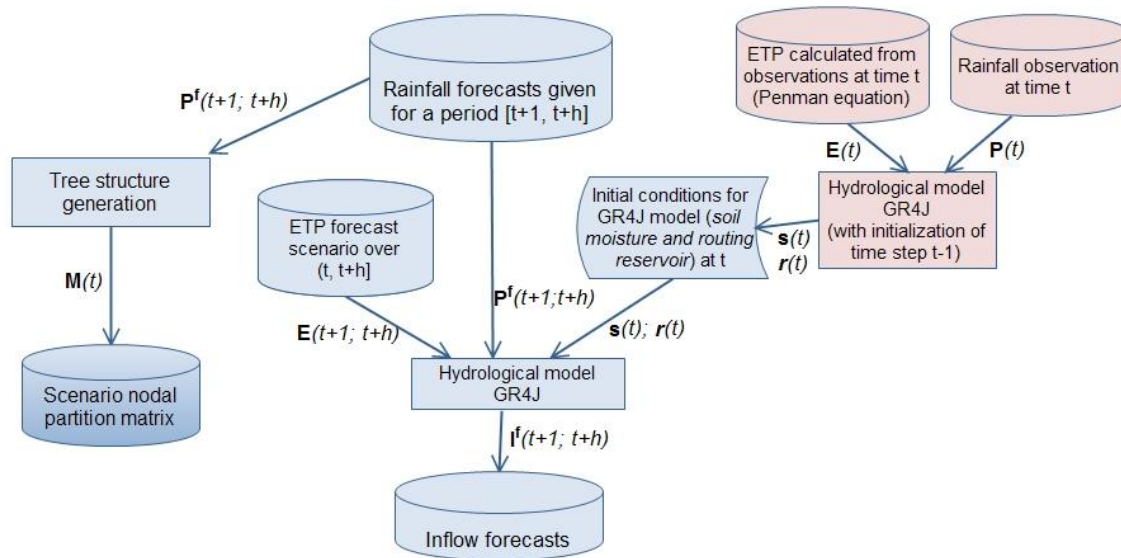 Rainfall forecasts given
for a period [t+1, t+h]
ETP calculated from
observations at time t
(Penman equation)
Rainfall observation
at time t
P^f(t+1; t+h)
E(t)
P(t)
Tree structure
generation
ETP forecast
scenario over
(t, t+h]
Initial conditions for
GR4J model (soil
moisture and routing
reservoir) at t
s(t)
r(t)
Hydrological model
GR4J
(with initialization of
time step t-1)
M(t)
P^f(t+1;t+h)
E(t+1; t+h)
s(t); r(t)
Scenario nodal
partition matrix
Hydrological model
GR4J
I^f(t+1; t+h)
Inflow forecasts